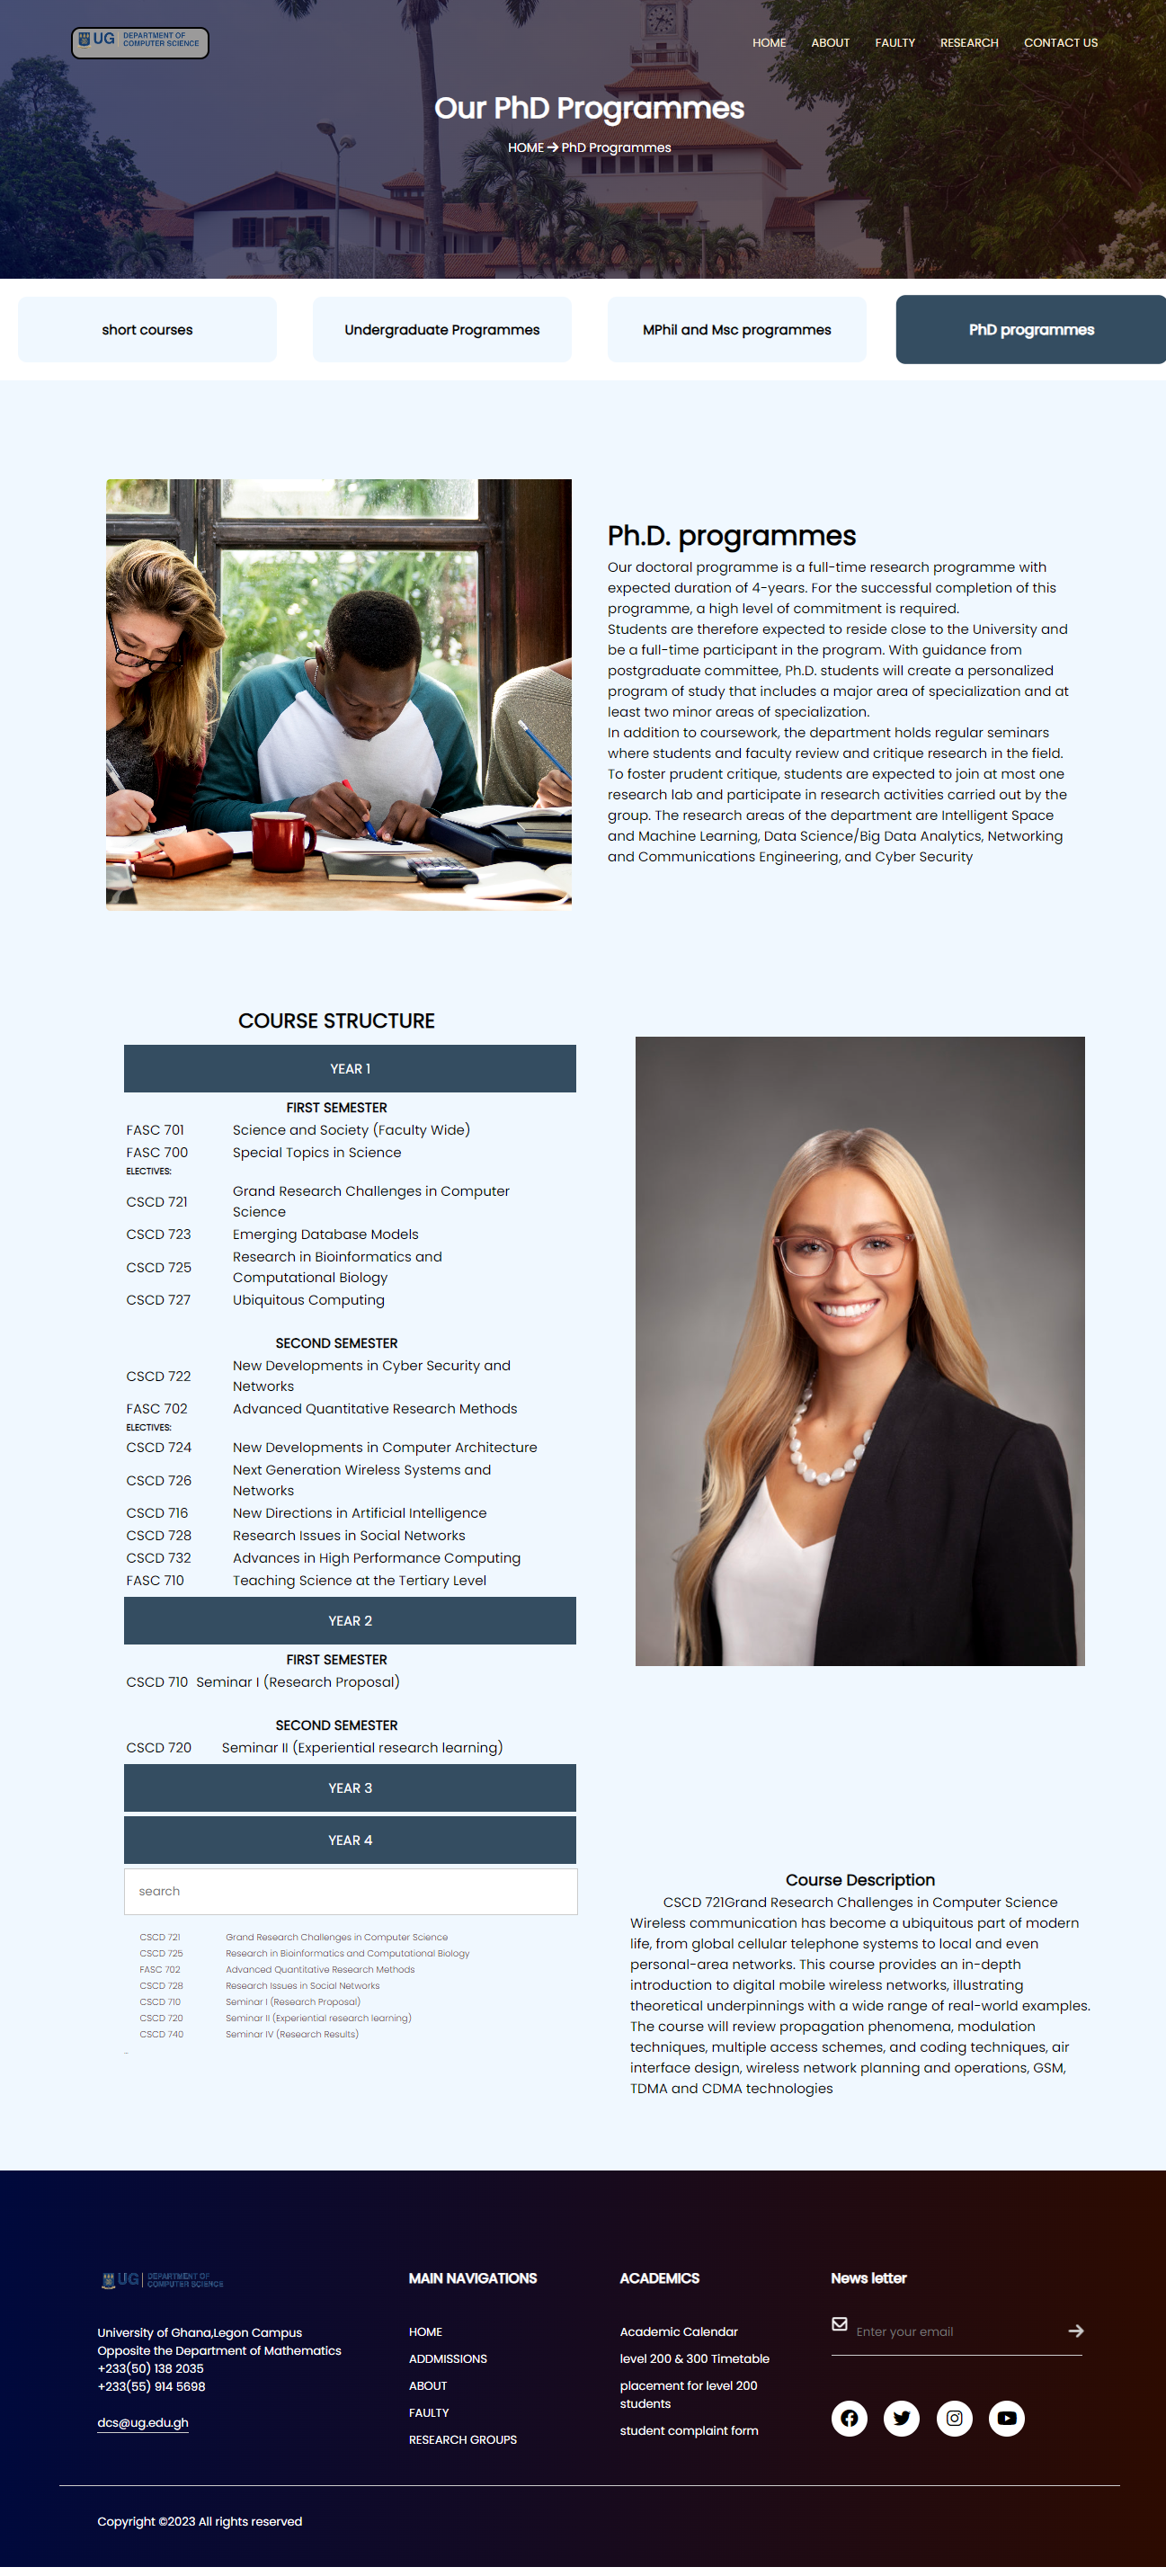 UG DEPARTMENT OF
COMPUTER SCIENCE
HOME ABOUT FAULTY RESEARCH CONTACT US
Our PhD Programmes
HOME → PhD Programmes
short courses
Undergraduate Programmes
MPhil and Msc programmes
PhD programmes
Ph.D. programmes
Our doctoral programme is a full-time research programme with
expected duration of 4-years. For the successful completion of this
programme, a high level of commitment is required.
Students are therefore expected to reside close to the University and
be a full-time participant in the program. With guidance from
postgraduate committee, Ph.D. students will create a personalized
program of study that includes a major area of specialization and at
least two minor areas of specialization.
In addition to coursework, the department holds regular seminars
where students and faculty review and critique research in the field.
To foster prudent critique, students are expected to join at most one
research lab and participate in research activities carried out by the
group. The research areas of the department are Intelligent Space
and Machine Learning, Data Science/Big Data Analytics, Networking
and Communications Engineering, and Cyber Security
COURSE STRUCTURE
YEAR 1
FIRST SEMESTER
FASC 701 Science and Society (Faculty Wide)
FASC 700 Special Topics in Science
ELECTIVES:
CSCD 721 Grand Research Challenges in Computer
Science
CSCD 723 Emerging Database Models
CSCD 725 Research in Bioinformatics and
Computational Biology
CSCD 727 Ubiquitous Computing
SECOND SEMESTER
CSCD 722 New Developments in Cyber Security and
Networks
FASC 702 Advanced Quantitative Research Methods
ELECTIVES:
CSCD 724 New Developments in Computer Architecture
CSCD 726 Next Generation Wireless Systems and
Networks
CSCD 716 New Directions in Artificial Intelligence
CSCD 728 Research Issues in Social Networks
CSCD 732 Advances in High Performance Computing
FASC 710 Teaching Science at the Tertiary Level
YEAR 2
FIRST SEMESTER
CSCD 710 Seminar I (Research Proposal)
SECOND SEMESTER
CSCD 720 Seminar II (Experiential research learning)
YEAR 3
YEAR 4
search
CSCD 721 Grand Research Challenges in Computer Science
CSCD 725 Research in Bioinformatics and Computational Biology
FASC 702 Advanced Quantitative Research Methods
CSCD 728 Research Issues in Social Networks
CSCD 710 Seminar I (Research Proposal)
CSCD 720 Seminar II (Experiential research learning)
CSCD 740 Seminar IV (Research Results)
Course Description
CSCD 721Grand Research Challenges in Computer Science
Wireless communication has become a ubiquitous part of modern
life, from global cellular telephone systems to local and even
personal-area networks. This course provides an in-depth
introduction to digital mobile wireless networks, illustrating
theoretical underpinnings with a wide range of real-world examples.
The course will review propagation phenomena, modulation
techniques, multiple access schemes, and coding techniques, air
interface design, wireless network planning and operations, GSM,
TDMA and CDMA technologies
UG DEPARTMENT OF
COMPUTER SCIENCE
University of Ghana,Legon Campus
Opposite the Department of Mathematics
+233(50) 138 2035
+233(55) 914 5698
dcs@ug.edu.gh
MAIN NAVIGATIONS
HOME
ADDMISSIONS
ABOUT
FAULTY
RESEARCH GROUPS
ACADEMICS
Academic Calendar
level 200 & 300 Timetable
placement for level 200
students
student complaint form
News letter
Enter your email
Copyright ©2023 All rights reserved